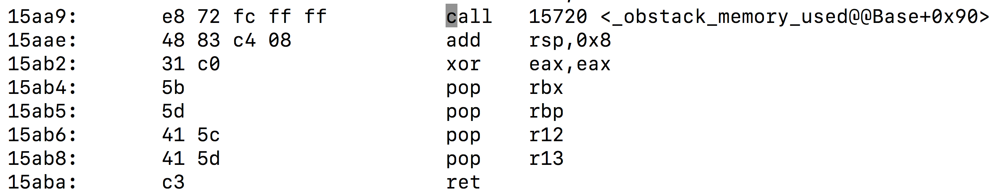 15aa9:	e8 72 fc ff ff	call	15720 <_obstack_memory_used@@Base+0x90>
15aae:	48 83 c4 08	add	rsp,0x8
15ab2:	31 c0	xor	eax,eax
15ab4:	5b	pop	rbx
15ab5:	5d	pop	rbp
15ab6:	41 5c	pop	r12
15ab8:	41 5d	pop	r13
15aba:	c3	ret